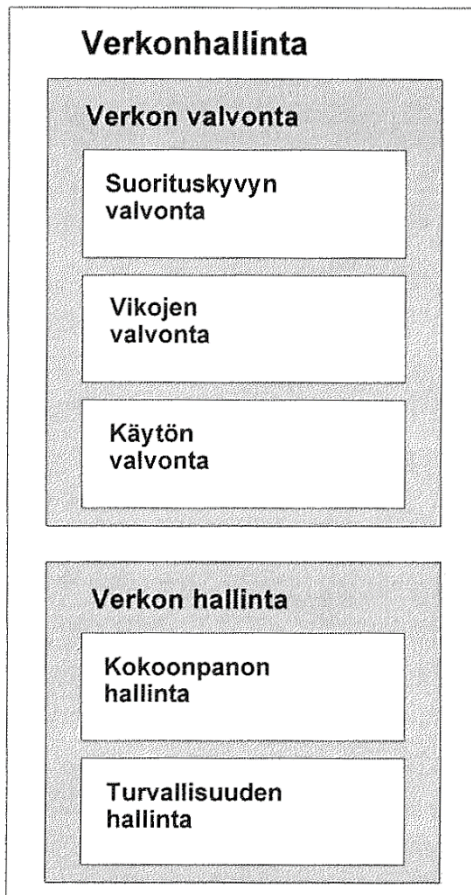 Verkonhallinta
Verkon valvonta
Suorituskyvyn
valvonta
Vikojen
valvonta
Käytön
valvonta
Verkon hallinta
Kokoonpanon
hallinta
Turvallisuuden
hallinta